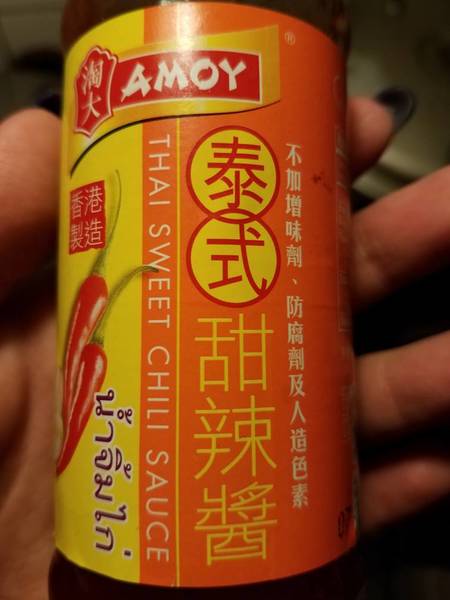 淘大
AMOY
®
香港
製造
THAI SWEET CHILI SAUCE
น้ำจิ้มไก่
泰式甜辣醬
不加增味劑、防腐劑及人造色素